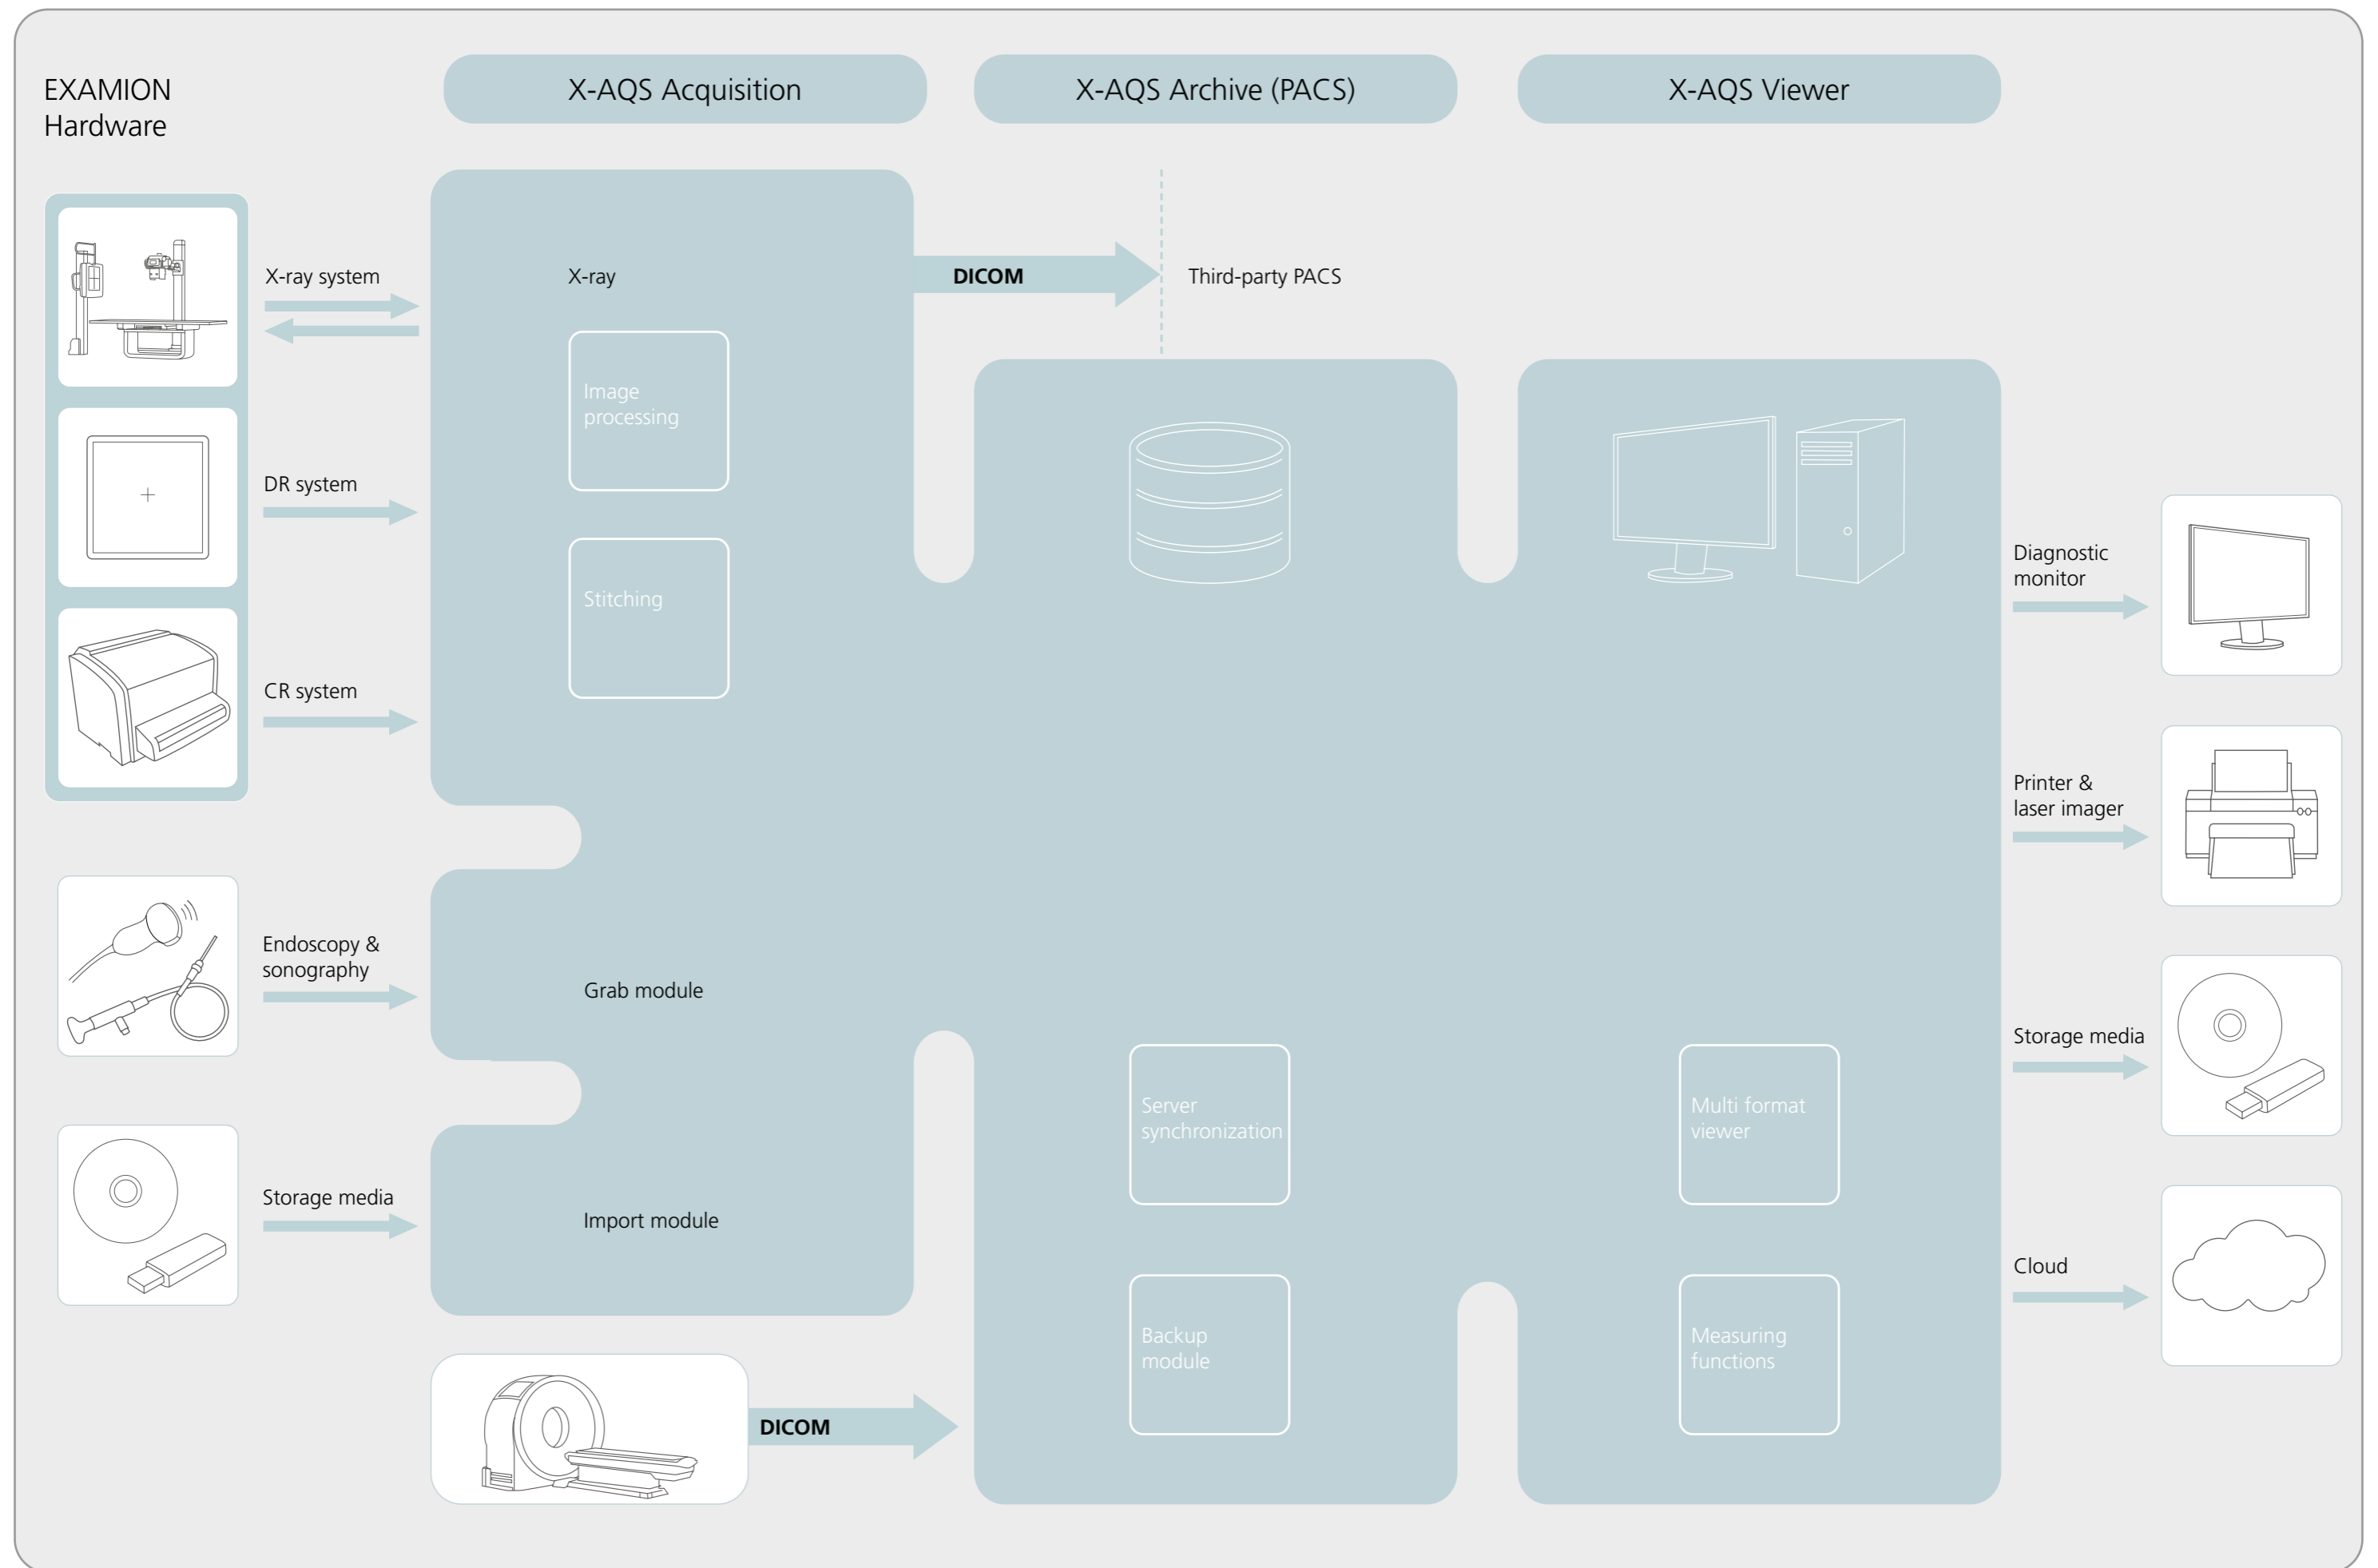 EXAMION
Hardware
X-AQS Acquisition
X-AQS Archive (PACS)
X-AQS Viewer
X-ray system
X-ray
DICOM
Third-party PACS
Image
processing
DR system
Stitching
CR system
Diagnostic
monitor
Printer &
laser imager
Endoscopy &
sonography
Grab module
Storage media
Server
synchronization
Multi format
viewer
Storage media
Import module
Cloud
Backup
module
Measuring
functions
DICOM